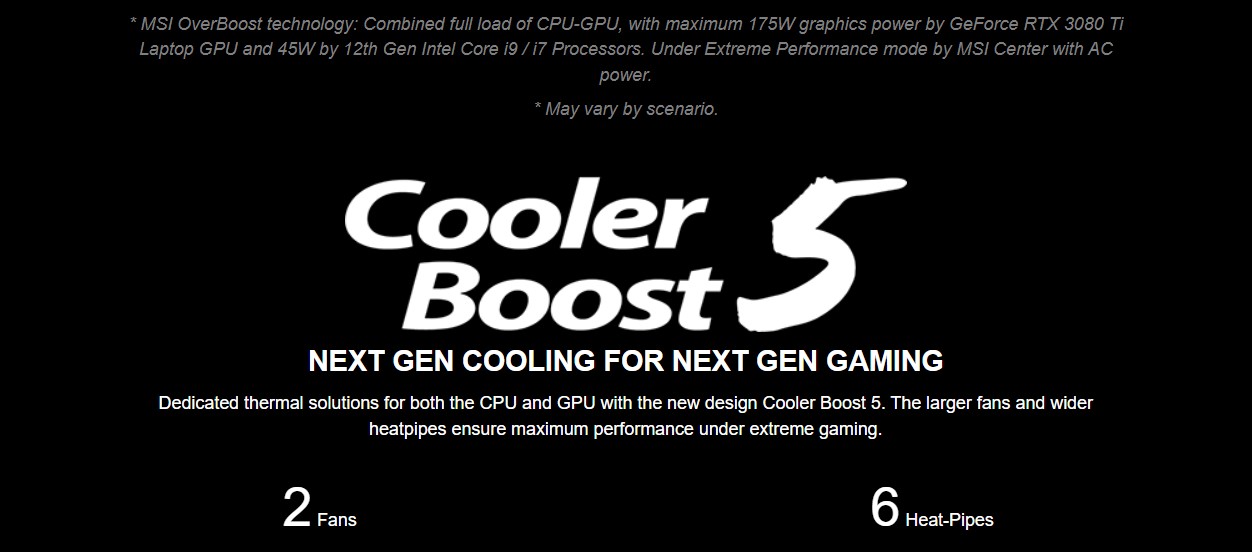 * MSI OverBoost technology: Combined full load of CPU-GPU, with maximum 175W graphics power by GeForce RTX 3080 Ti
Laptop GPU and 45W by 12th Gen Intel Core i9 / i7 Processors. Under Extreme Performance mode by MSI Center with AC
power.
* May vary by scenario.
Cooler
Boost 5
NEXT GEN COOLING FOR NEXT GEN GAMING
Dedicated thermal solutions for both the CPU and GPU with the new design Cooler Boost 5. The larger fans and wider
heatpipes ensure maximum performance under extreme gaming.
2 Fans
6 Heat-Pipes